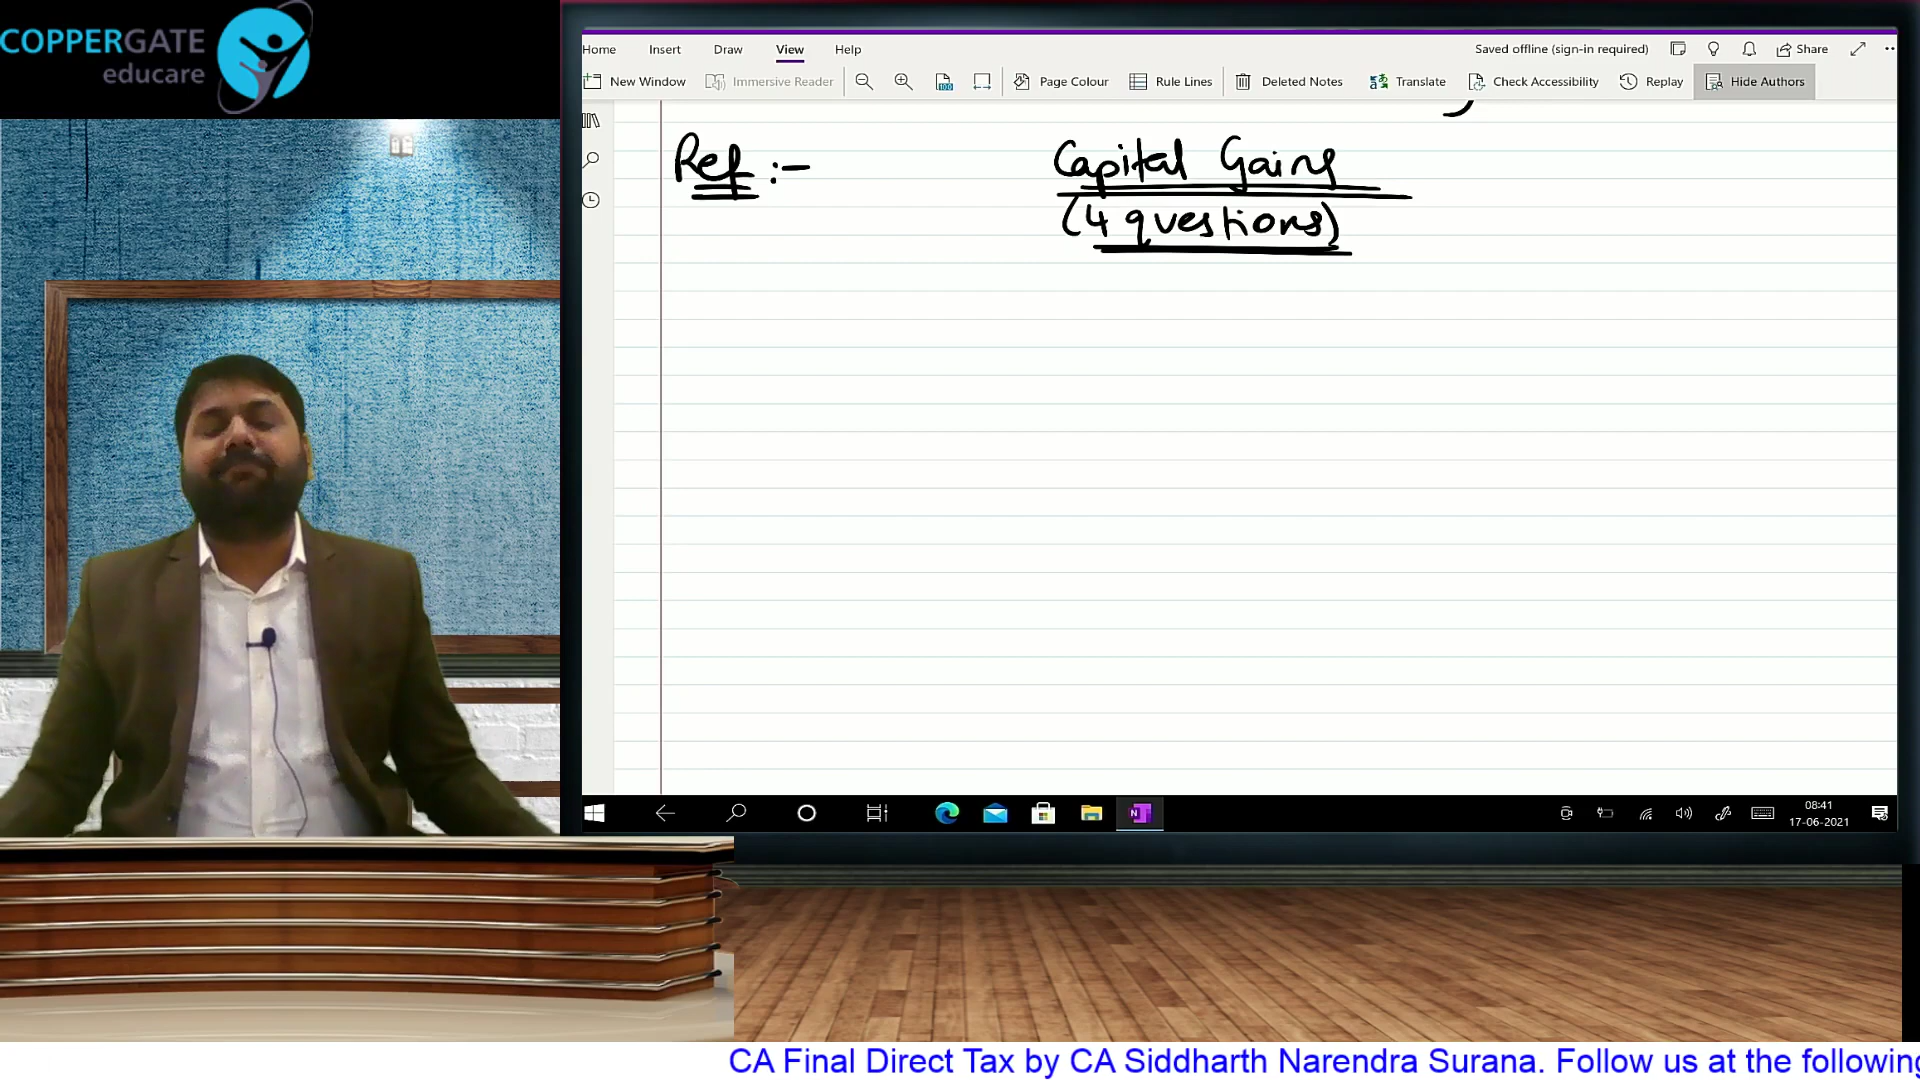 COPPERGATE
educare
Home Insert Draw View Help
Saved offline (sign-in required) Share
New Window Immersive Reader Page Colour Rule Lines Deleted Notes Translate Check Accessibility Replay Hide Authors
Ref :- Capital Gains
(4 questions)
08:41
17-06-2021
CA Final Direct Tax by CA Siddharth Narendra Surana. Follow us at the following